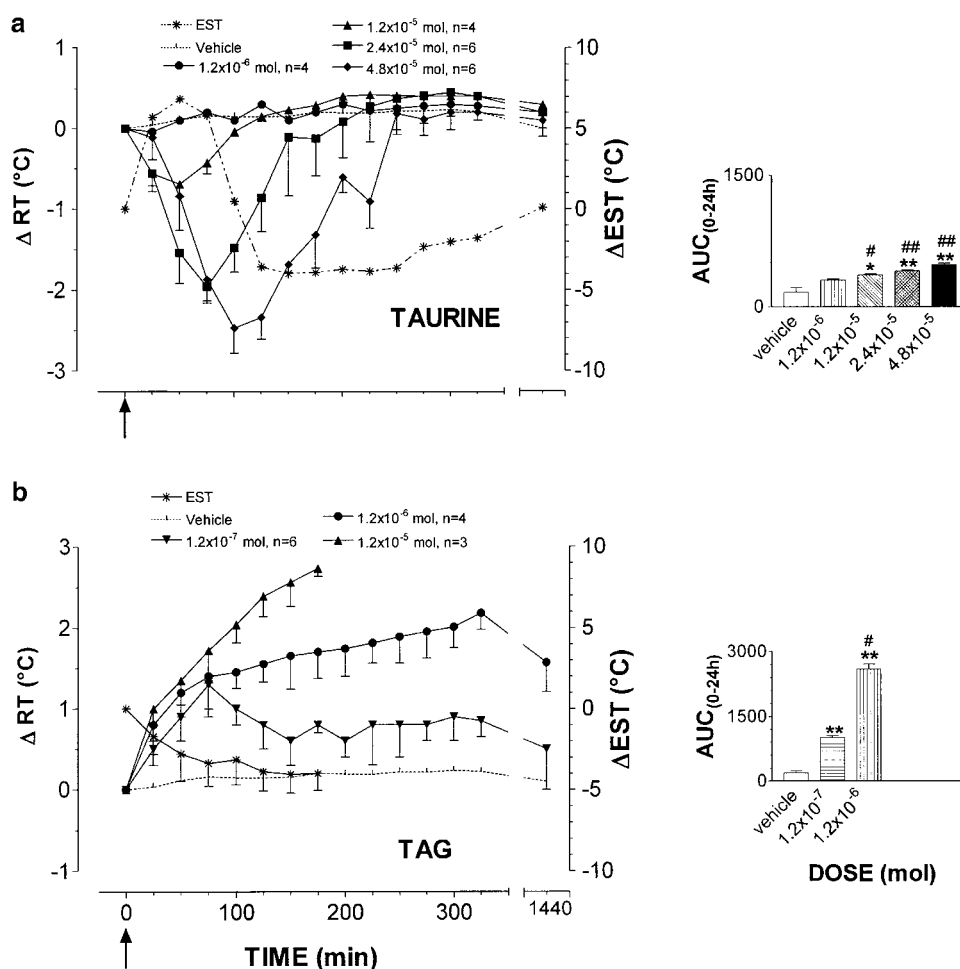 a
EST
Vehicle
1.2x10⁻⁶ mol, n=4
1.2x10⁻⁵ mol, n=4
2.4x10⁻⁵ mol, n=6
4.8x10⁻⁵ mol, n=6
1
0
-1
-2
-3
Δ RT (°C)
10
5
0
-5
-10
ΔEST (°C)
TAURINE
AUC(0-24h)
1500
0
# ## ##
* ** **
vehicle
1.2x10⁻⁶
1.2x10⁻⁵
2.4x10⁻⁵
4.8x10⁻⁵
b
EST
Vehicle
1.2x10⁻⁷ mol, n=6
1.2x10⁻⁶ mol, n=4
1.2x10⁻⁵ mol, n=3
3
2
1
0
-1
Δ RT (°C)
10
5
0
-5
-10
ΔEST (°C)
TAG
0 100 200 300 1440
TIME (min)
AUC(0-24h)
3000
1500
0
#
** **
vehicle
1.2x10⁻⁷
1.2x10⁻⁶
DOSE (mol)